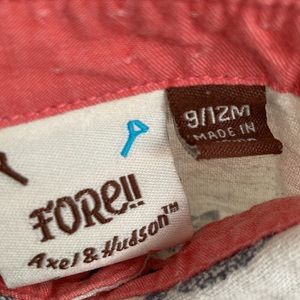 FORE!!
Axel & Hudson™
9/12M
MADE IN